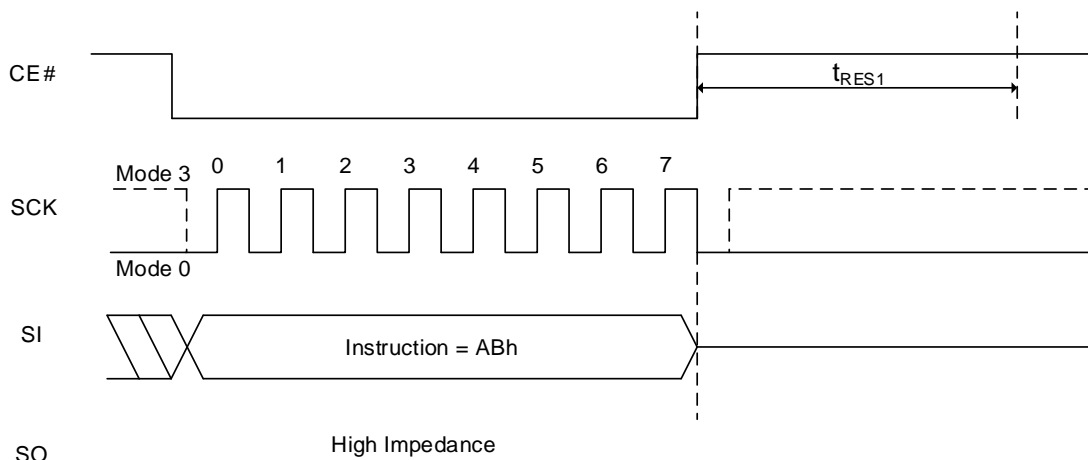 CE#
tRES1
Mode 3
0 1 2 3 4 5 6 7
SCK
Mode 0
SI
Instruction = ABh
High Impedance
SO